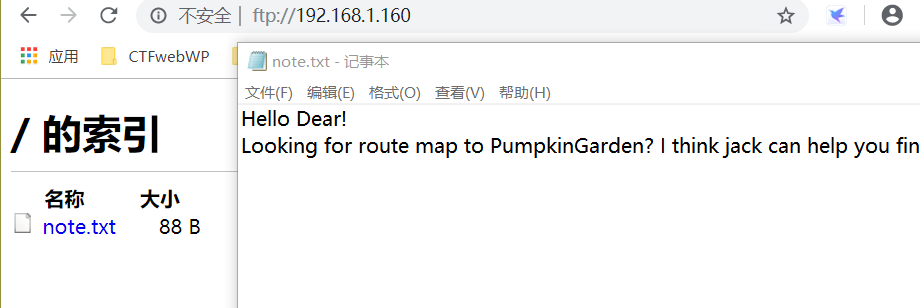 不安全 | ftp://192.168.1.160
应用 CTFwebWP
note.txt - 记事本
文件(F) 编辑(E) 格式(O) 查看(V) 帮助(H)
/ 的索引
名称 大小
note.txt 88 B
Hello Dear!
Looking for route map to PumpkinGarden? I think jack can help you fin